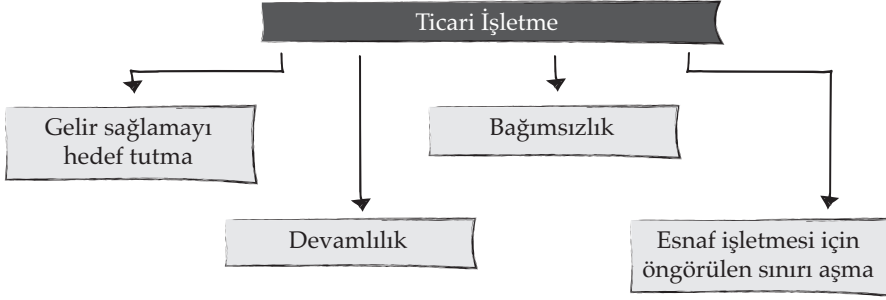 Ticari İşletme
Gelir sağlamayı
hedef tutma
Bağımsızlık
Devamlılık
Esnaf işletmesi için
öngörülen sınırı aşma